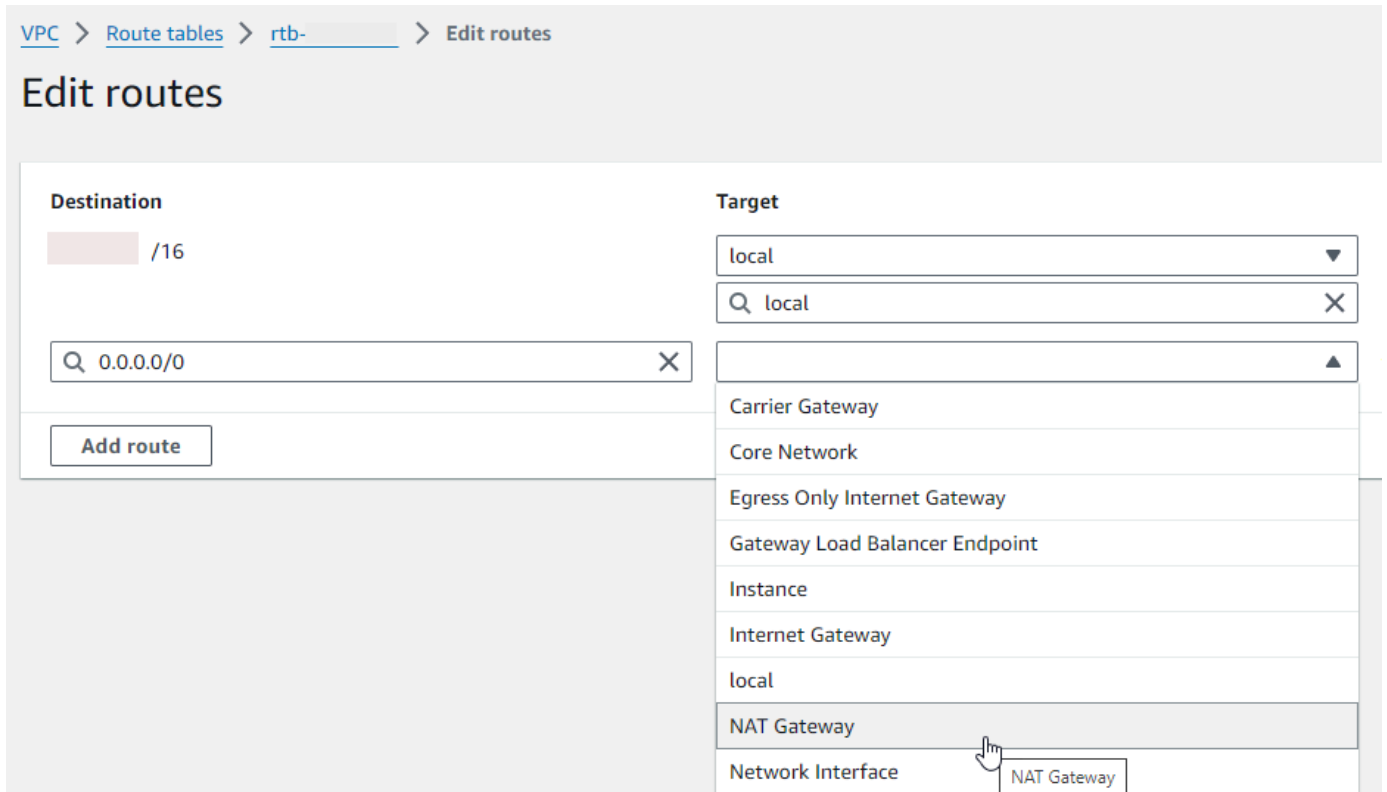 VPC > Route tables > rtb- > Edit routes
Edit routes
Destination Target
/16 local
local
0.0.0.0/0
Carrier Gateway
Add route
Core Network
Egress Only Internet Gateway
Gateway Load Balancer Endpoint
Instance
Internet Gateway
local
NAT Gateway
Network Interface
NAT Gateway